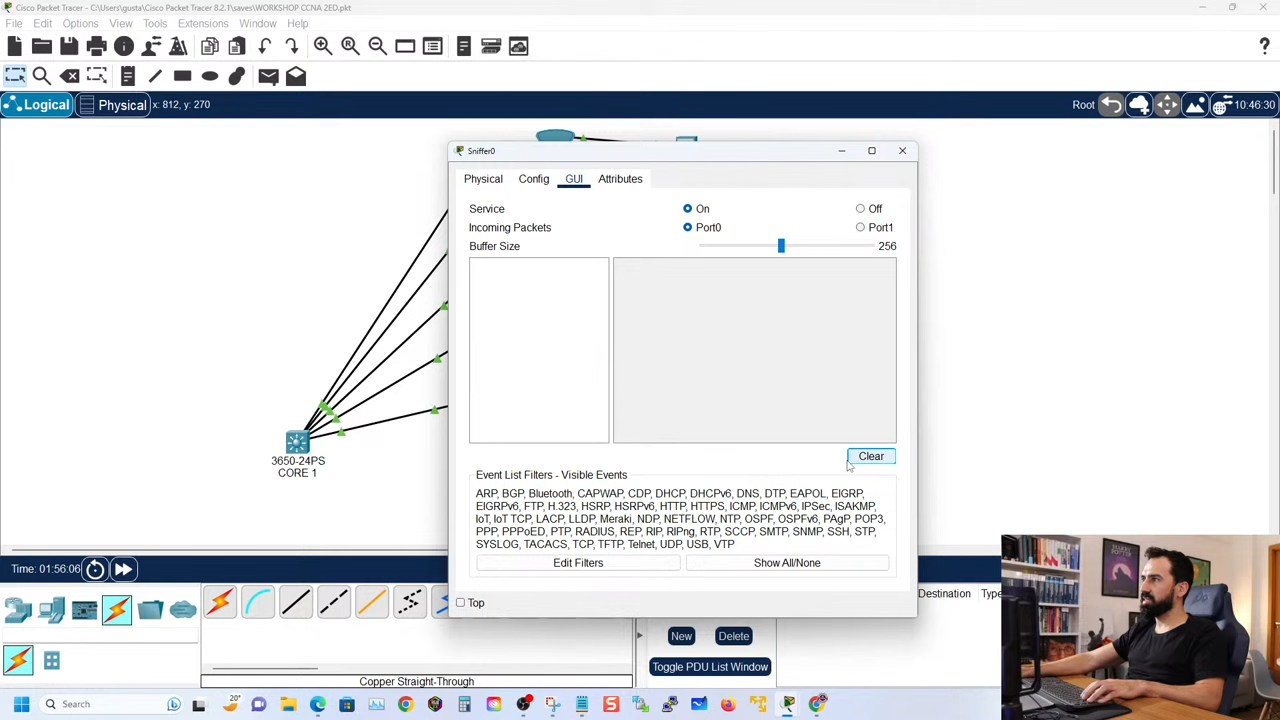 Cisco Packet Tracer - C:\Users\gusta\Cisco Packet Tracer 8.2.1\saves\WORKSHOP CCNA 2ED.pkt
File Edit Options View Tools Extensions Window Help
Logical Physical x: 812, y: 270 Root 10:46:30
Sniffer0
Physical Config GUI Attributes
Service On Off
Incoming Packets Port0 Port1
Buffer Size 256
3650-24PS
CORE 1
Clear
Event List Filters - Visible Events
ARP, BGP, Bluetooth, CAPWAP, CDP, DHCP, DHCPv6, DNS, DTP, EAPOL, EIGRP,
EIGRPv6, FTP, H.323, HSRP, HSRPv6, HTTP, HTTPS, ICMP, ICMPv6, IPSec, ISAKMP,
IoT, IoT TCP, LACP, LLDP, Meraki, NDP, NETFLOW, NTP, OSPF, OSPFv6, PAgP, POP3,
PPP, PPPoED, PTP, RADIUS, REP, RIP, RIPng, RTP, SCCP, SMTP, SNMP, SSH, STP,
SYSLOG, TACACS, TCP, TFTP, Telnet, UDP, USB, VTP
Edit Filters Show All/None
Top
Time: 01:56:06
Destination Type
New Delete
Toggle PDU List Window
Copper Straight-Through
Search 20°
HARRY POTTER